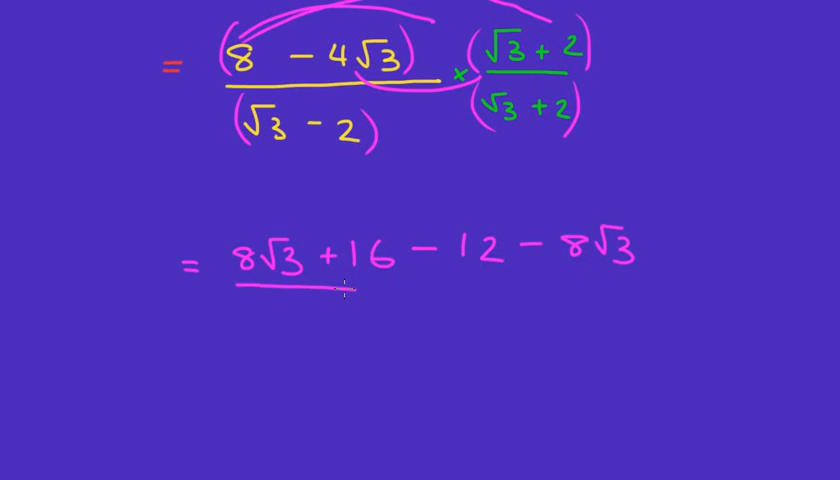 = (8 - 4√3) × (√3 + 2)
(√3 - 2) (√3 + 2)
= 8√3 + 16 - 12 - 8√3